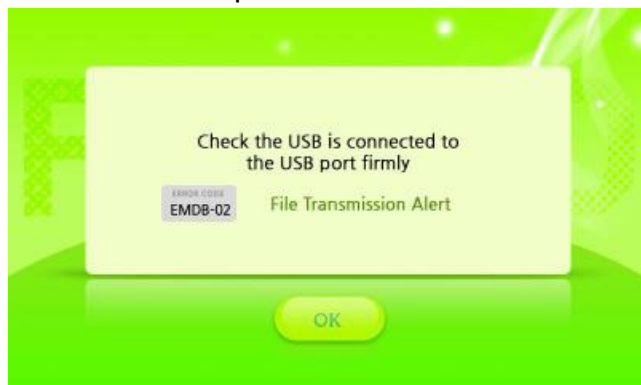 Check the USB is connected to
the USB port firmly
ERROR CODE
EMDB-02
File Transmission Alert
OK